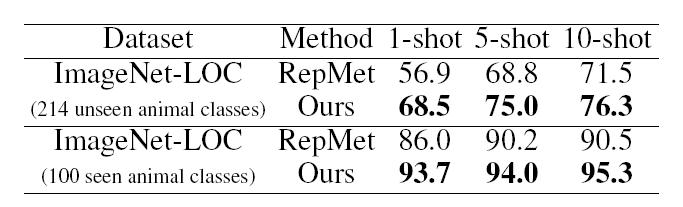 Dataset Method 1-shot 5-shot 10-shot
ImageNet-LOC RepMet 56.9 68.8 71.5
(214 unseen animal classes) Ours 68.5 75.0 76.3
ImageNet-LOC RepMet 86.0 90.2 90.5
(100 seen animal classes) Ours 93.7 94.0 95.3